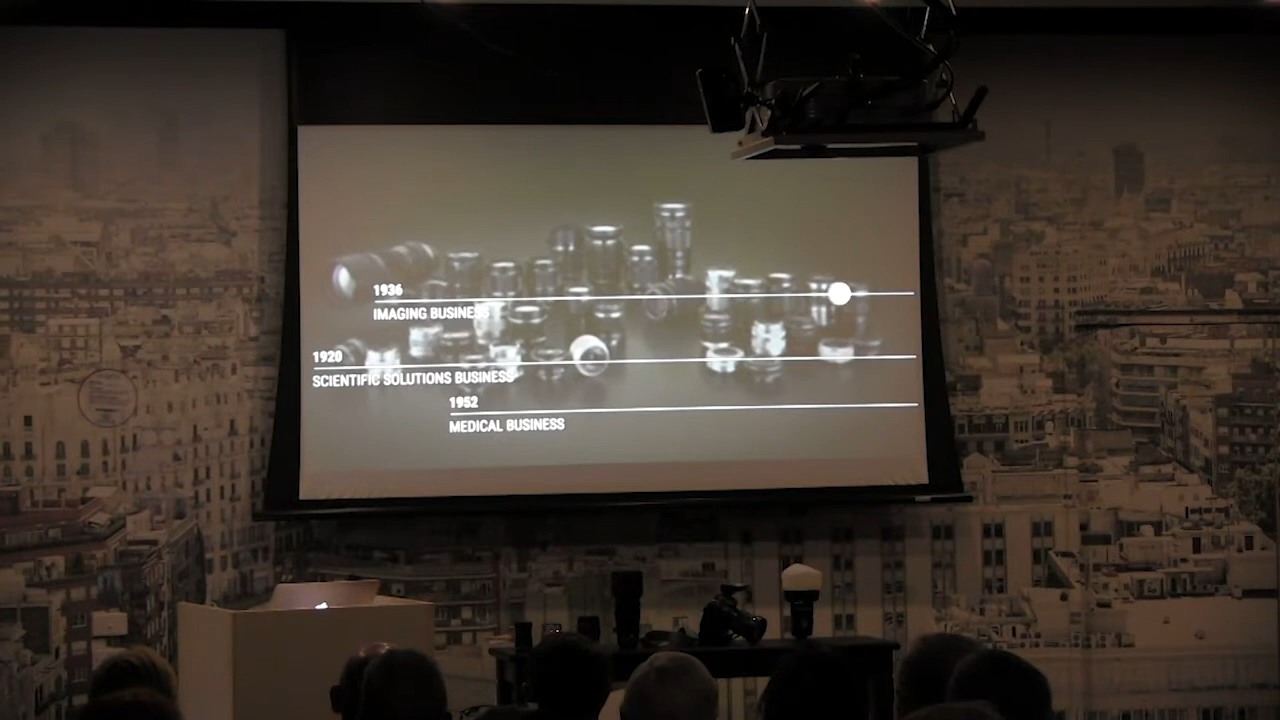 1936
IMAGING BUSINESS
1920
SCIENTIFIC SOLUTIONS BUSINESS
1952
MEDICAL BUSINESS